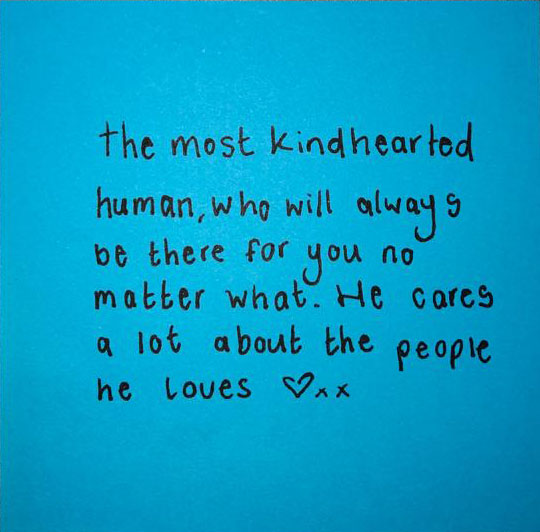 the most kindhearted
human, who will always
be there for you no
matter what. He cares
a lot about the people
he loves ♡xx